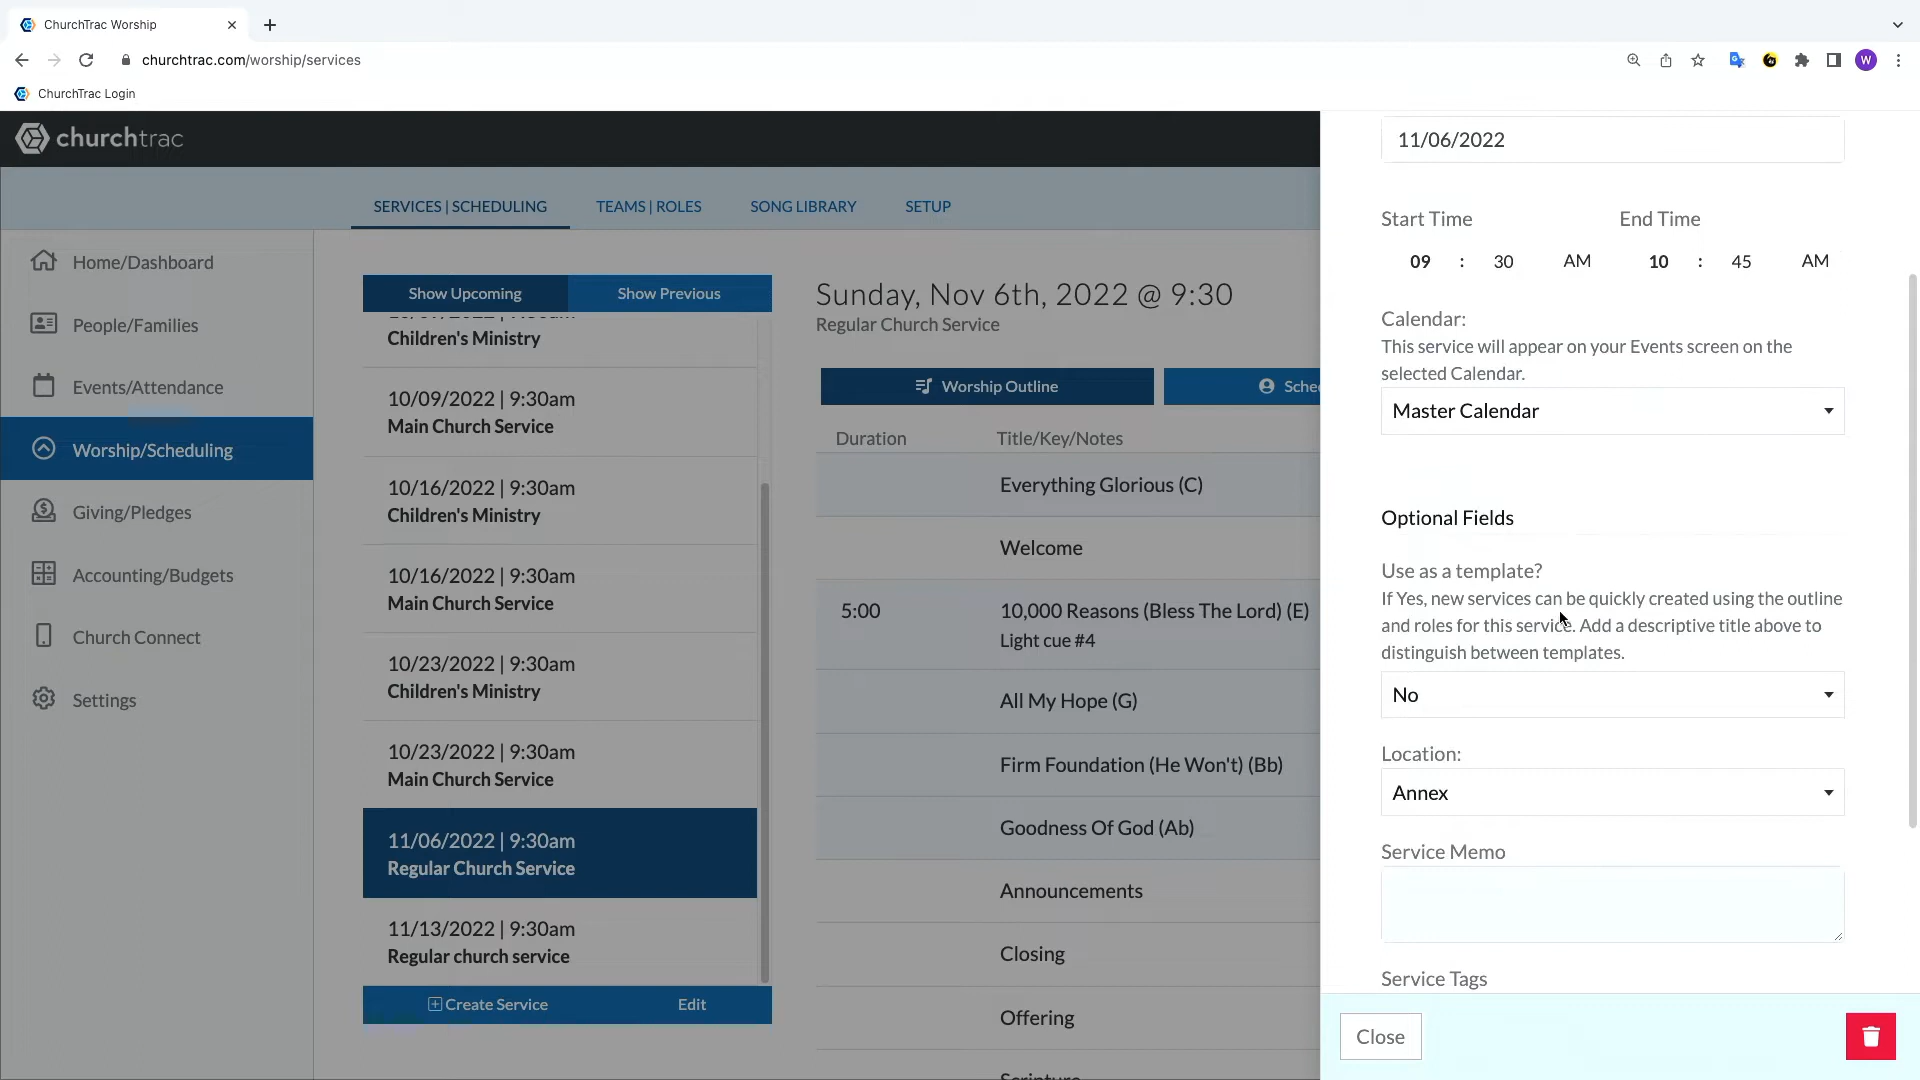 ChurchTrac Worship
churchtrac.com/worship/services
W
ChurchTrac Login
churchtrac
SERVICES | SCHEDULING
TEAMS | ROLES
SONG LIBRARY
SETUP
Home/Dashboard
People/Families
Events/Attendance
Worship/Scheduling
Giving/Pledges
Accounting/Budgets
Church Connect
Settings
Show Upcoming
Show Previous
Children's Ministry
10/09/2022 | 9:30am
Main Church Service
10/16/2022 | 9:30am
Children's Ministry
10/16/2022 | 9:30am
Main Church Service
10/23/2022 | 9:30am
Children's Ministry
10/23/2022 | 9:30am
Main Church Service
11/06/2022 | 9:30am
Regular Church Service
11/13/2022 | 9:30am
Regular church service
Create Service
Edit
Sunday, Nov 6th, 2022 @ 9:30
Regular Church Service
Worship Outline
Sche
Duration
Title/Key/Notes
Everything Glorious (C)
Welcome
5:00
10,000 Reasons (Bless The Lord) (E)
Light cue #4
All My Hope (G)
Firm Foundation (He Won't) (Bb)
Goodness Of God (Ab)
Announcements
Closing
Offering
Scripture
11/06/2022
Start Time
End Time
09 : 30 AM
10 : 45 AM
Calendar:
This service will appear on your Events screen on the
selected Calendar.
Master Calendar
Optional Fields
Use as a template?
If Yes, new services can be quickly created using the outline
and roles for this service. Add a descriptive title above to
distinguish between templates.
No
Location:
Annex
Service Memo
Service Tags
Close